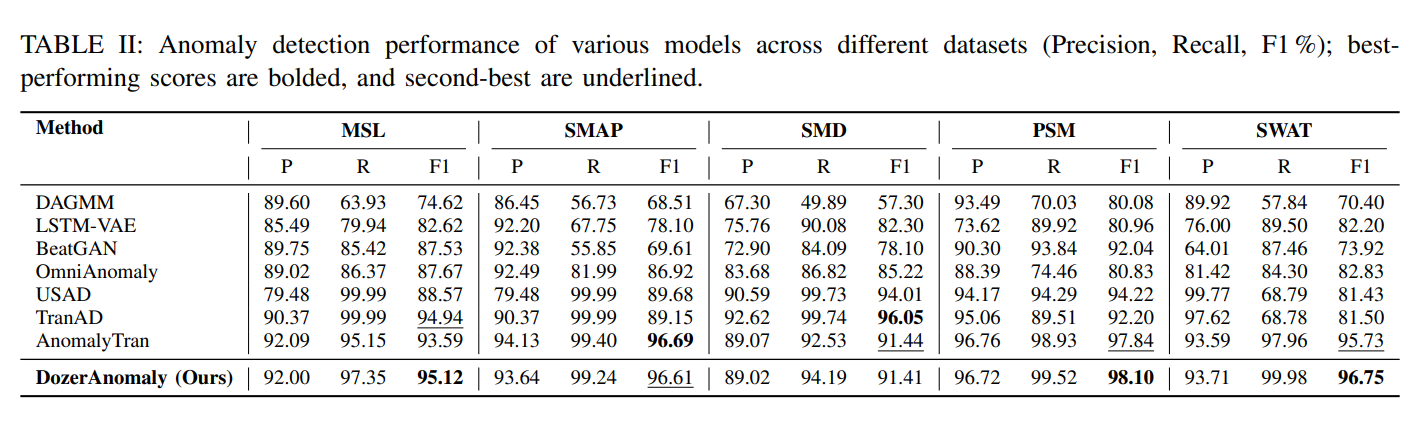 TABLE II: Anomaly detection performance of various models across different datasets (Precision, Recall, F1 %); best-
performing scores are bolded, and second-best are underlined.
Method MSL SMAP SMD PSM SWAT
P R F1 P R F1 P R F1 P R F1 P R F1
DAGMM 89.60 63.93 74.62 86.45 56.73 68.51 67.30 49.89 57.30 93.49 70.03 80.08 89.92 57.84 70.40
LSTM-VAE 85.49 79.94 82.62 92.20 67.75 78.10 75.76 90.08 82.30 73.62 89.92 80.96 76.00 89.50 82.20
BeatGAN 89.75 85.42 87.53 92.38 55.85 69.61 72.90 84.09 78.10 90.30 93.84 92.04 64.01 87.46 73.92
OmniAnomaly 89.02 86.37 87.67 92.49 81.99 86.92 83.68 86.82 85.22 88.39 74.46 80.83 81.42 84.30 82.83
USAD 79.48 99.99 88.57 79.48 99.99 89.68 90.59 99.73 94.01 94.17 94.29 94.22 99.77 68.79 81.43
TranAD 90.37 99.99 94.94 90.37 99.99 89.15 92.62 99.74 96.05 95.06 89.51 92.20 97.62 68.78 81.50
AnomalyTran 92.09 95.15 93.59 94.13 99.40 96.69 89.07 92.53 91.44 96.76 98.93 97.84 93.59 97.96 95.73
DozerAnomaly (Ours) 92.00 97.35 95.12 93.64 99.24 96.61 89.02 94.19 91.41 96.72 99.52 98.10 93.71 99.98 96.75